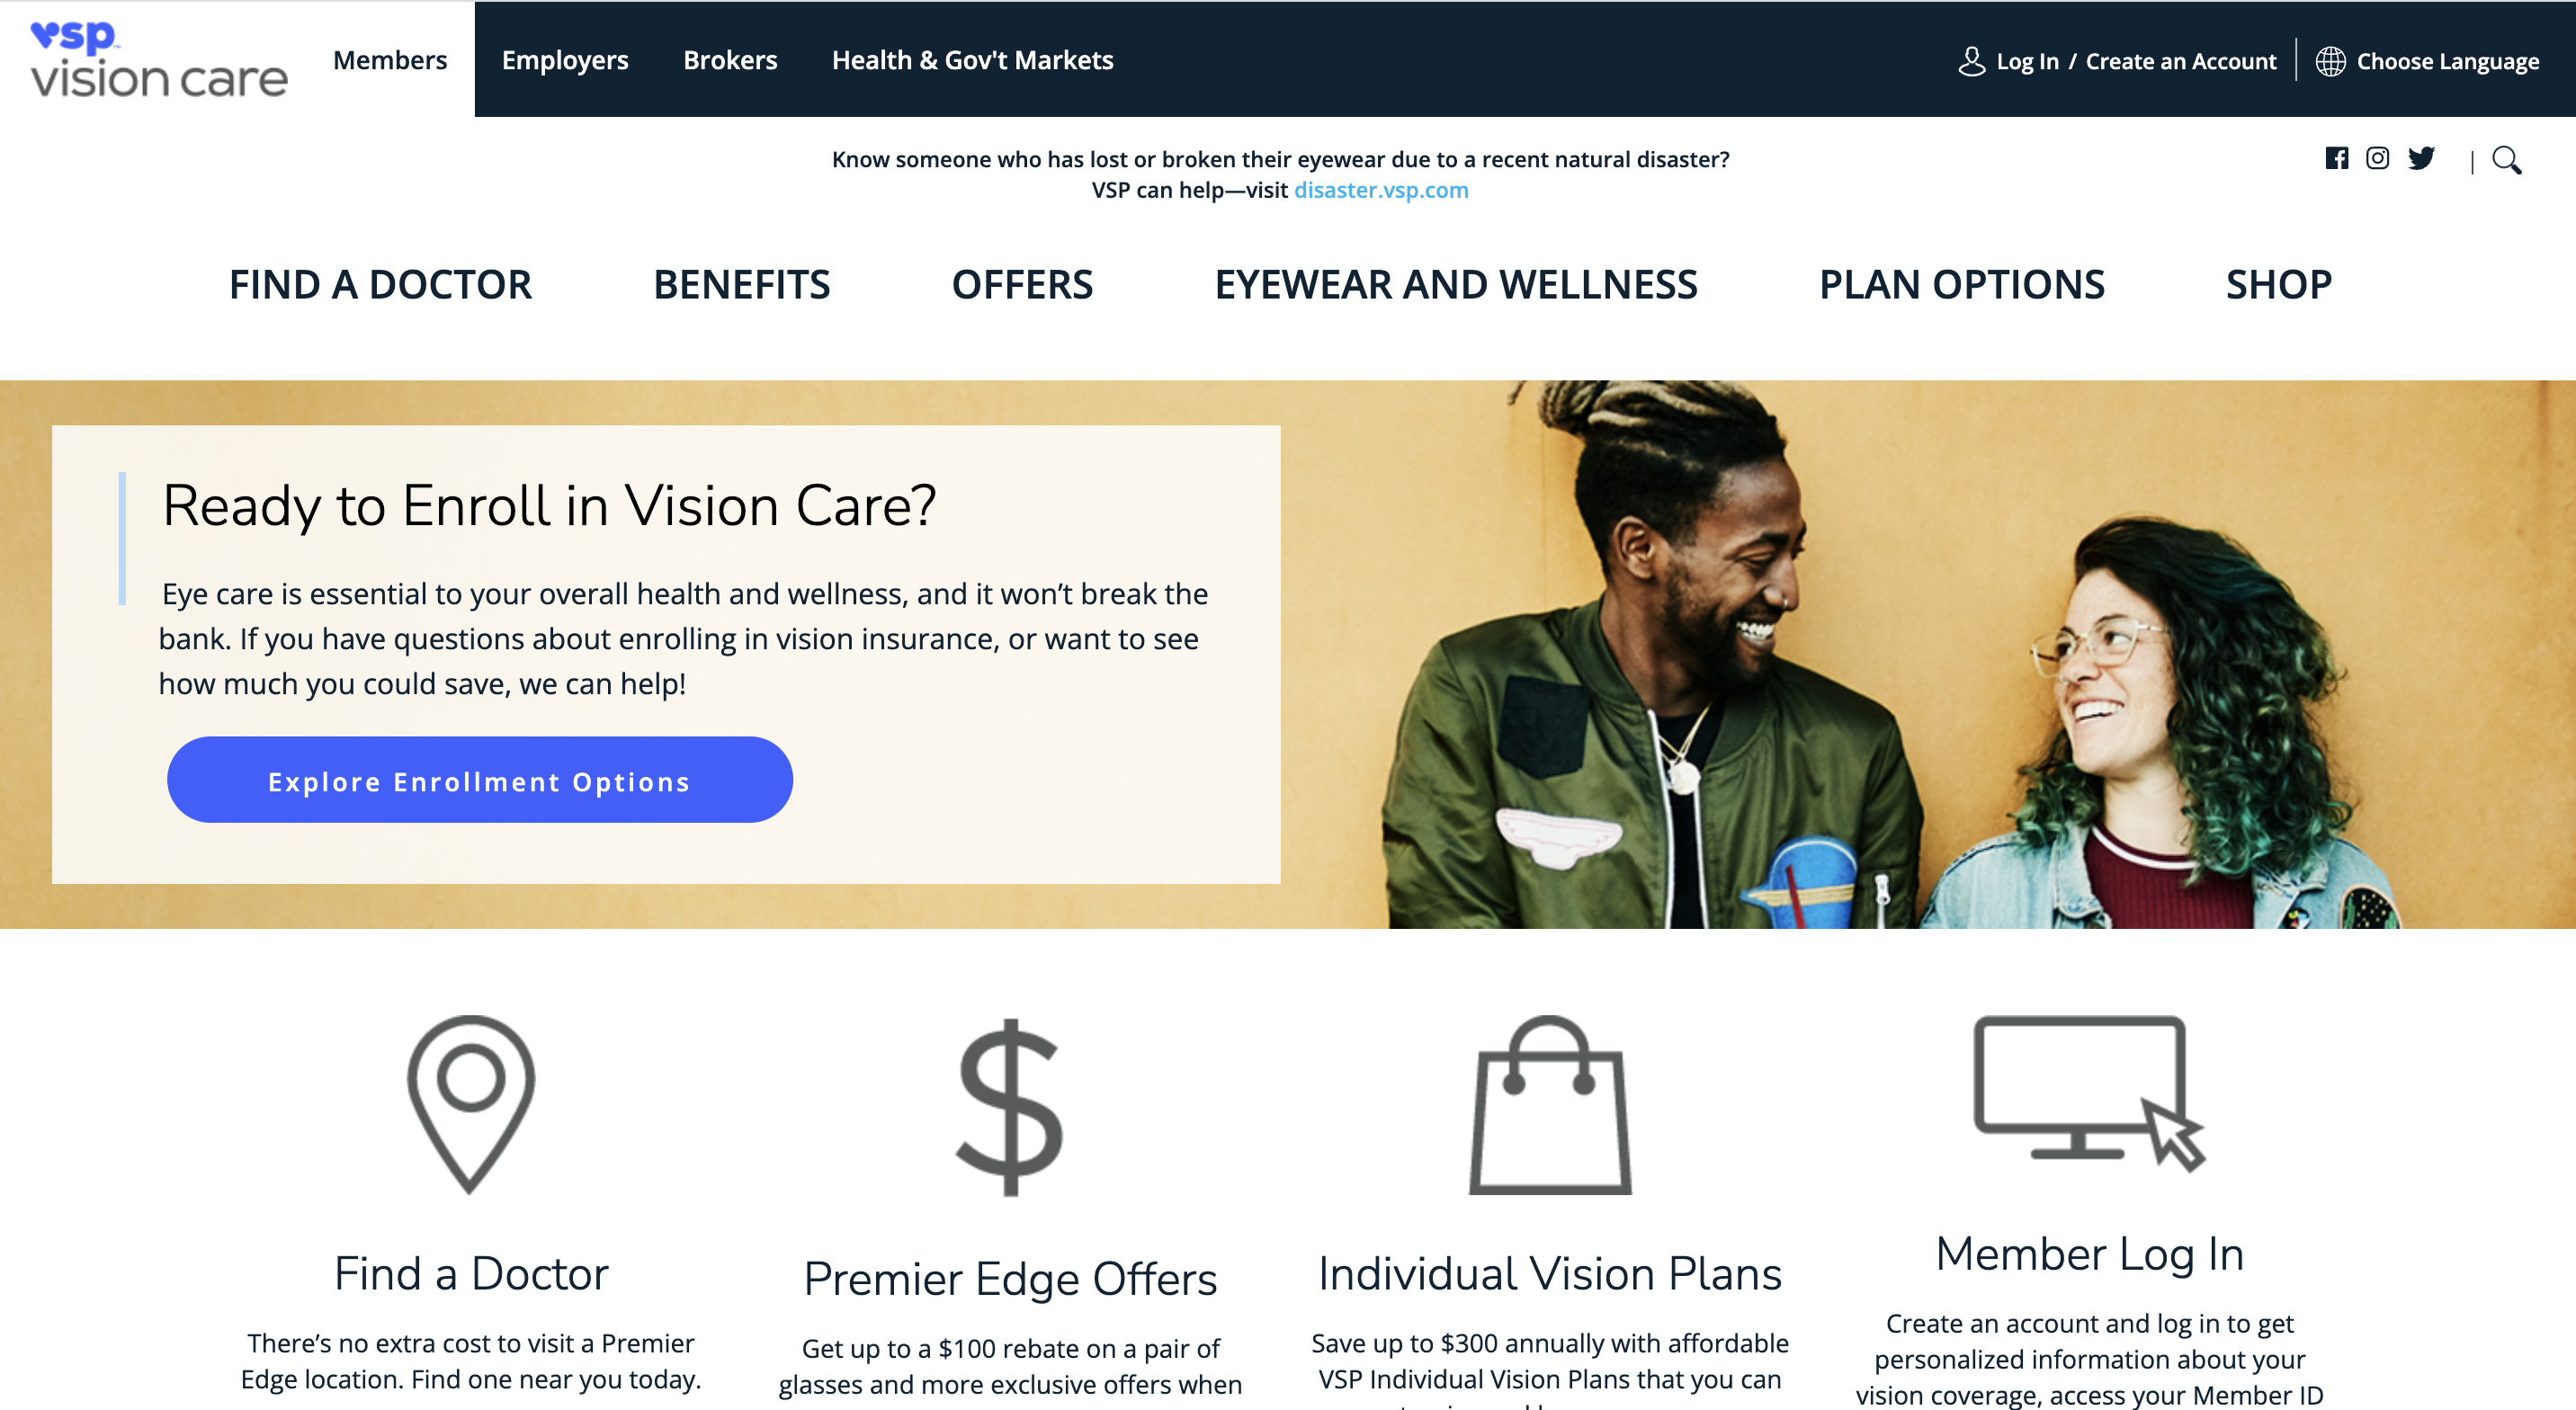 vsp™
vision care
Members
Employers
Brokers
Health & Gov't Markets
Log In / Create an Account
Choose Language
Know someone who has lost or broken their eyewear due to a recent natural disaster?
VSP can help—visit disaster.vsp.com
FIND A DOCTOR
BENEFITS
OFFERS
EYEWEAR AND WELLNESS
PLAN OPTIONS
SHOP
Ready to Enroll in Vision Care?
Eye care is essential to your overall health and wellness, and it won’t break the
bank. If you have questions about enrolling in vision insurance, or want to see
how much you could save, we can help!
Explore Enrollment Options
Find a Doctor
There’s no extra cost to visit a Premier
Edge location. Find one near you today.
Premier Edge Offers
Get up to a $100 rebate on a pair of
glasses and more exclusive offers when
Individual Vision Plans
Save up to $300 annually with affordable
VSP Individual Vision Plans that you can
Member Log In
Create an account and log in to get
personalized information about your
vision coverage, access your Member ID